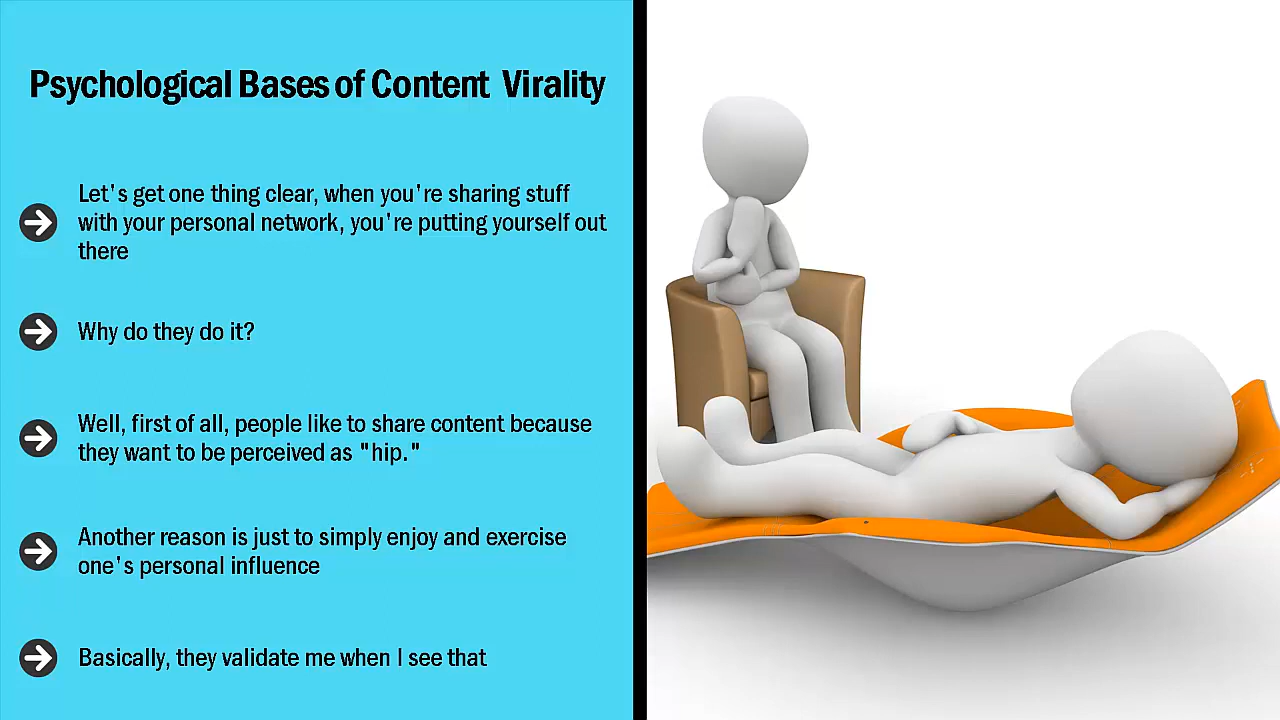 Psychological Bases of Content Virality
Let's get one thing clear, when you're sharing stuff
with your personal network, you're putting yourself out
there
Why do they do it?
Well, first of all, people like to share content because
they want to be perceived as "hip."
Another reason is just to simply enjoy and exercise
one's personal influence
Basically, they validate me when I see that